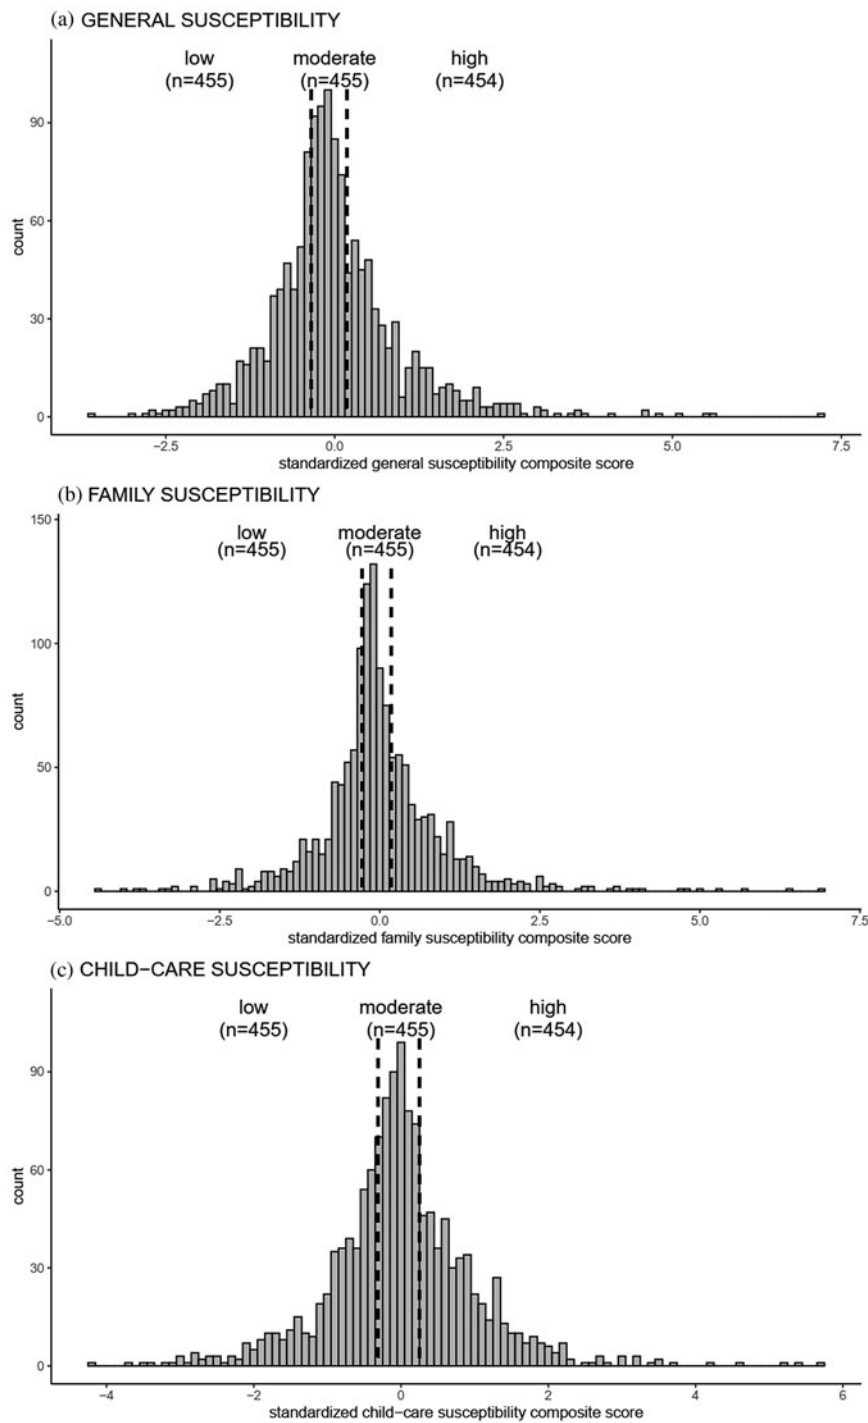 (a) GENERAL SUSCEPTIBILITY
low moderate high
(n=455) (n=455) (n=454)
90
60
30
0
count
−2.5 0.0 2.5 5.0 7.5
standardized general susceptibility composite score
(b) FAMILY SUSCEPTIBILITY
150
low moderate high
(n=455) (n=455) (n=454)
100
50
0
count
−5.0 −2.5 0.0 2.5 5.0 7.5
standardized family susceptibility composite score
(c) CHILD−CARE SUSCEPTIBILITY
low moderate high
(n=455) (n=455) (n=454)
90
60
30
0
count
−4 −2 0 2 4 6
standardized child−care susceptibility composite score